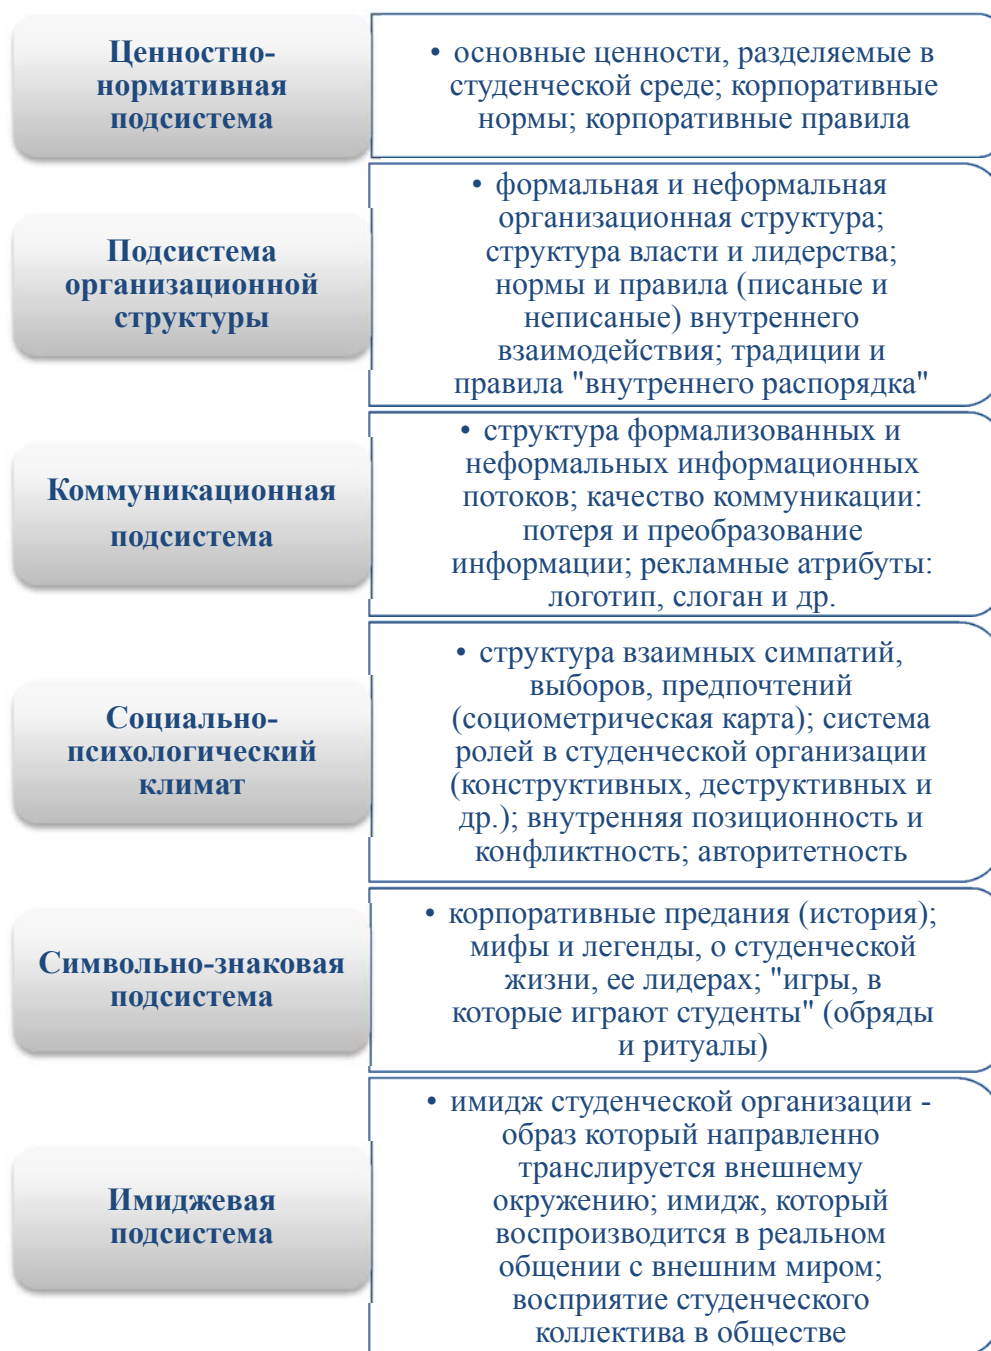 Ценностно-
нормативная
подсистема
• основные ценности, разделяемые в
студенческой среде; корпоративные
нормы; корпоративные правила
Подсистема
организационной
структуры
• формальная и неформальная
организационная структура;
структура власти и лидерства;
нормы и правила (писаные и
неписаные) внутреннего
взаимодействия; традиции и
правила "внутреннего распорядка"
Коммуникационная
подсистема
• структура формализованных и
неформальных информационных
потоков; качество коммуникации:
потеря и преобразование
информации; рекламные атрибуты:
логотип, слоган и др.
Социально-
психологический
климат
• структура взаимных симпатий,
выборов, предпочтений
(социометрическая карта); система
ролей в студенческой организации
(конструктивных, деструктивных и
др.); внутренняя позиционность и
конфликтность; авторитетность
Символьно-знаковая
подсистема
• корпоративные предания (история);
мифы и легенды, о студенческой
жизни, ее лидерах; "игры, в
которые играют студенты" (обряды
и ритуалы)
Имиджевая
подсистема
• имидж студенческой организации -
образ который направленно
транслируется внешнему
окружению; имидж, который
воспроизводится в реальном
общении с внешним миром;
восприятие студенческого
коллектива в обществе